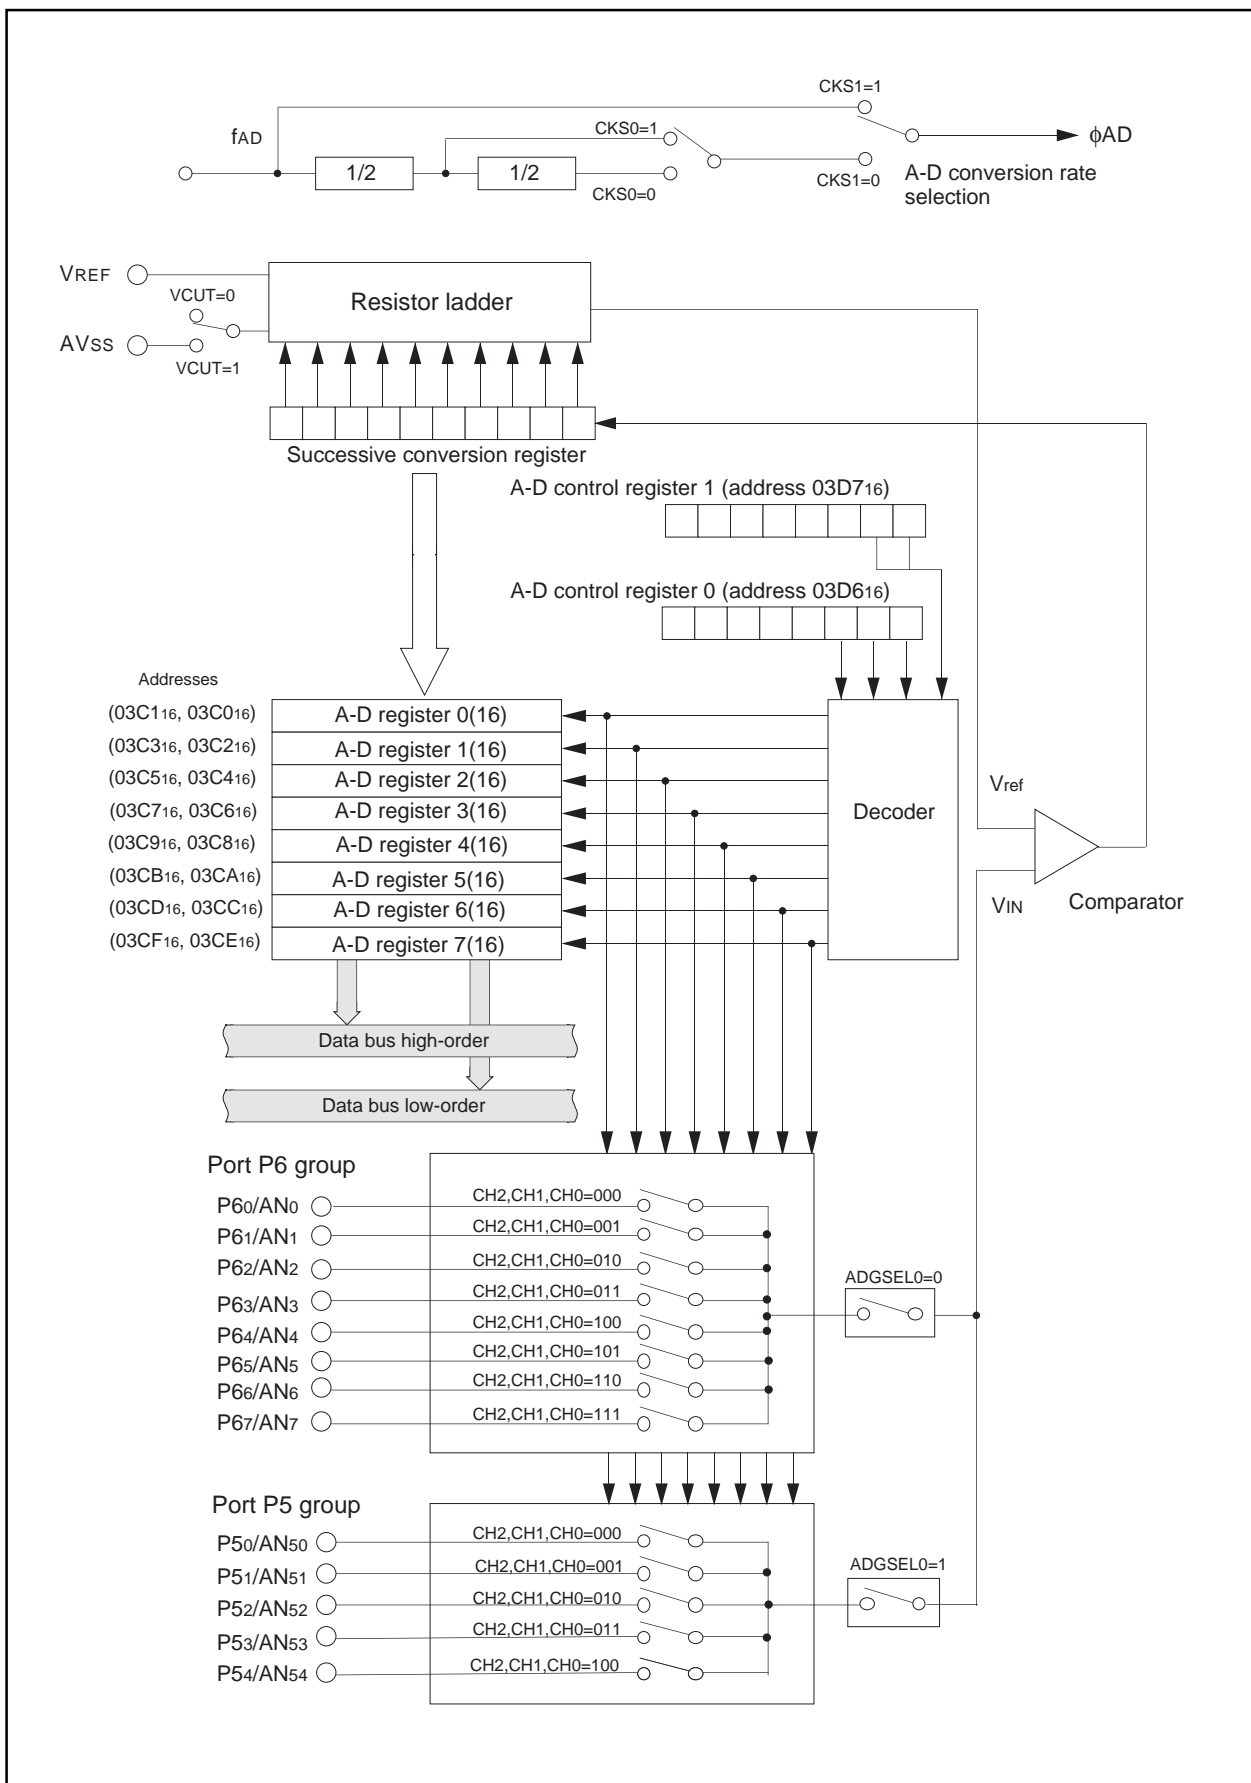 CKS1=1
fAD
CKS0=1
ϕAD
1/2
1/2
CKS0=0
CKS1=0
A-D conversion rate
selection
VREF
VCUT=0
Resistor ladder
AVSS
VCUT=1
Successive conversion register
A-D control register 1 (address 03D716)
A-D control register 0 (address 03D616)
Addresses
(03C116, 03C016)
A-D register 0(16)
(03C316, 03C216)
A-D register 1(16)
(03C516, 03C416)
A-D register 2(16)
(03C716, 03C616)
A-D register 3(16)
(03C916, 03C816)
A-D register 4(16)
(03CB16, 03CA16)
A-D register 5(16)
(03CD16, 03CC16)
A-D register 6(16)
(03CF16, 03CE16)
A-D register 7(16)
Decoder
Vref
VIN
Comparator
Data bus high-order
Data bus low-order
Port P6 group
P60/AN0
CH2,CH1,CH0=000
P61/AN1
CH2,CH1,CH0=001
P62/AN2
CH2,CH1,CH0=010
P63/AN3
CH2,CH1,CH0=011
P64/AN4
CH2,CH1,CH0=100
P65/AN5
CH2,CH1,CH0=101
P66/AN6
CH2,CH1,CH0=110
P67/AN7
CH2,CH1,CH0=111
ADGSEL0=0
Port P5 group
P50/AN50
CH2,CH1,CH0=000
P51/AN51
CH2,CH1,CH0=001
P52/AN52
CH2,CH1,CH0=010
P53/AN53
CH2,CH1,CH0=011
P54/AN54
CH2,CH1,CH0=100
ADGSEL0=1